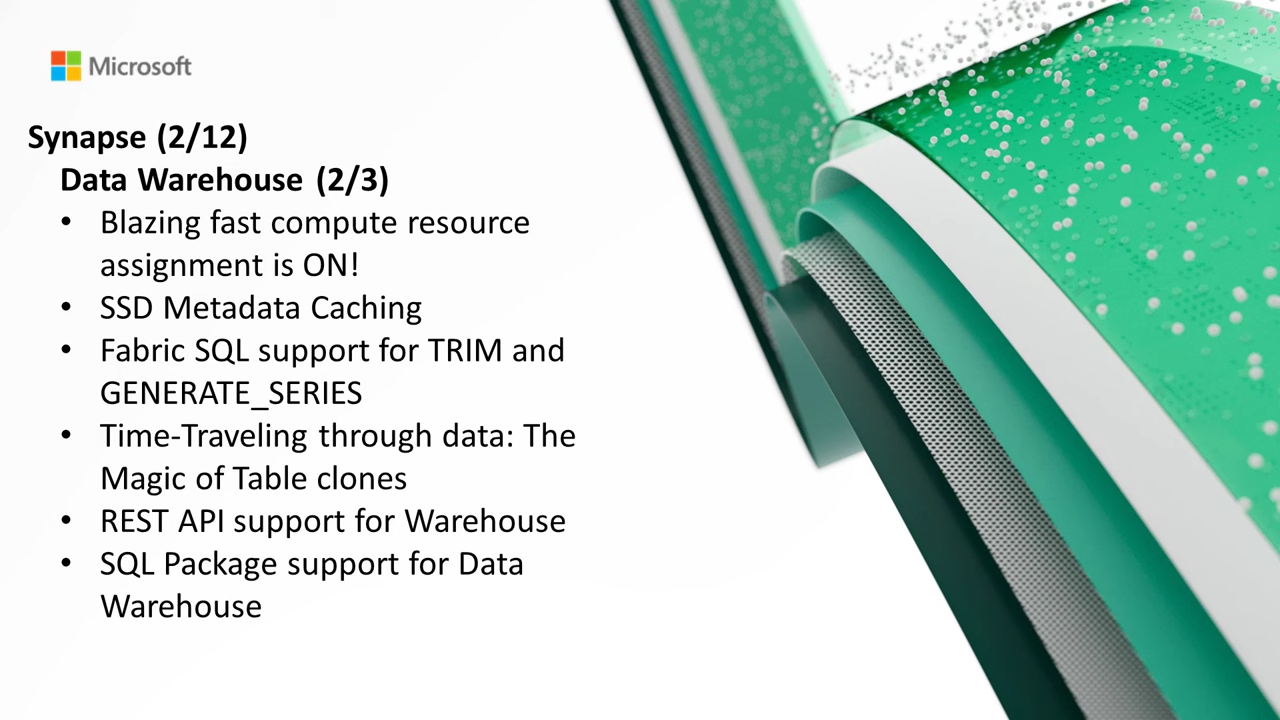 Microsoft
Synapse (2/12)
Data Warehouse (2/3)
• Blazing fast compute resource
assignment is ON!
• SSD Metadata Caching
• Fabric SQL support for TRIM and
GENERATE_SERIES
• Time-Traveling through data: The
Magic of Table clones
• REST API support for Warehouse
• SQL Package support for Data
Warehouse